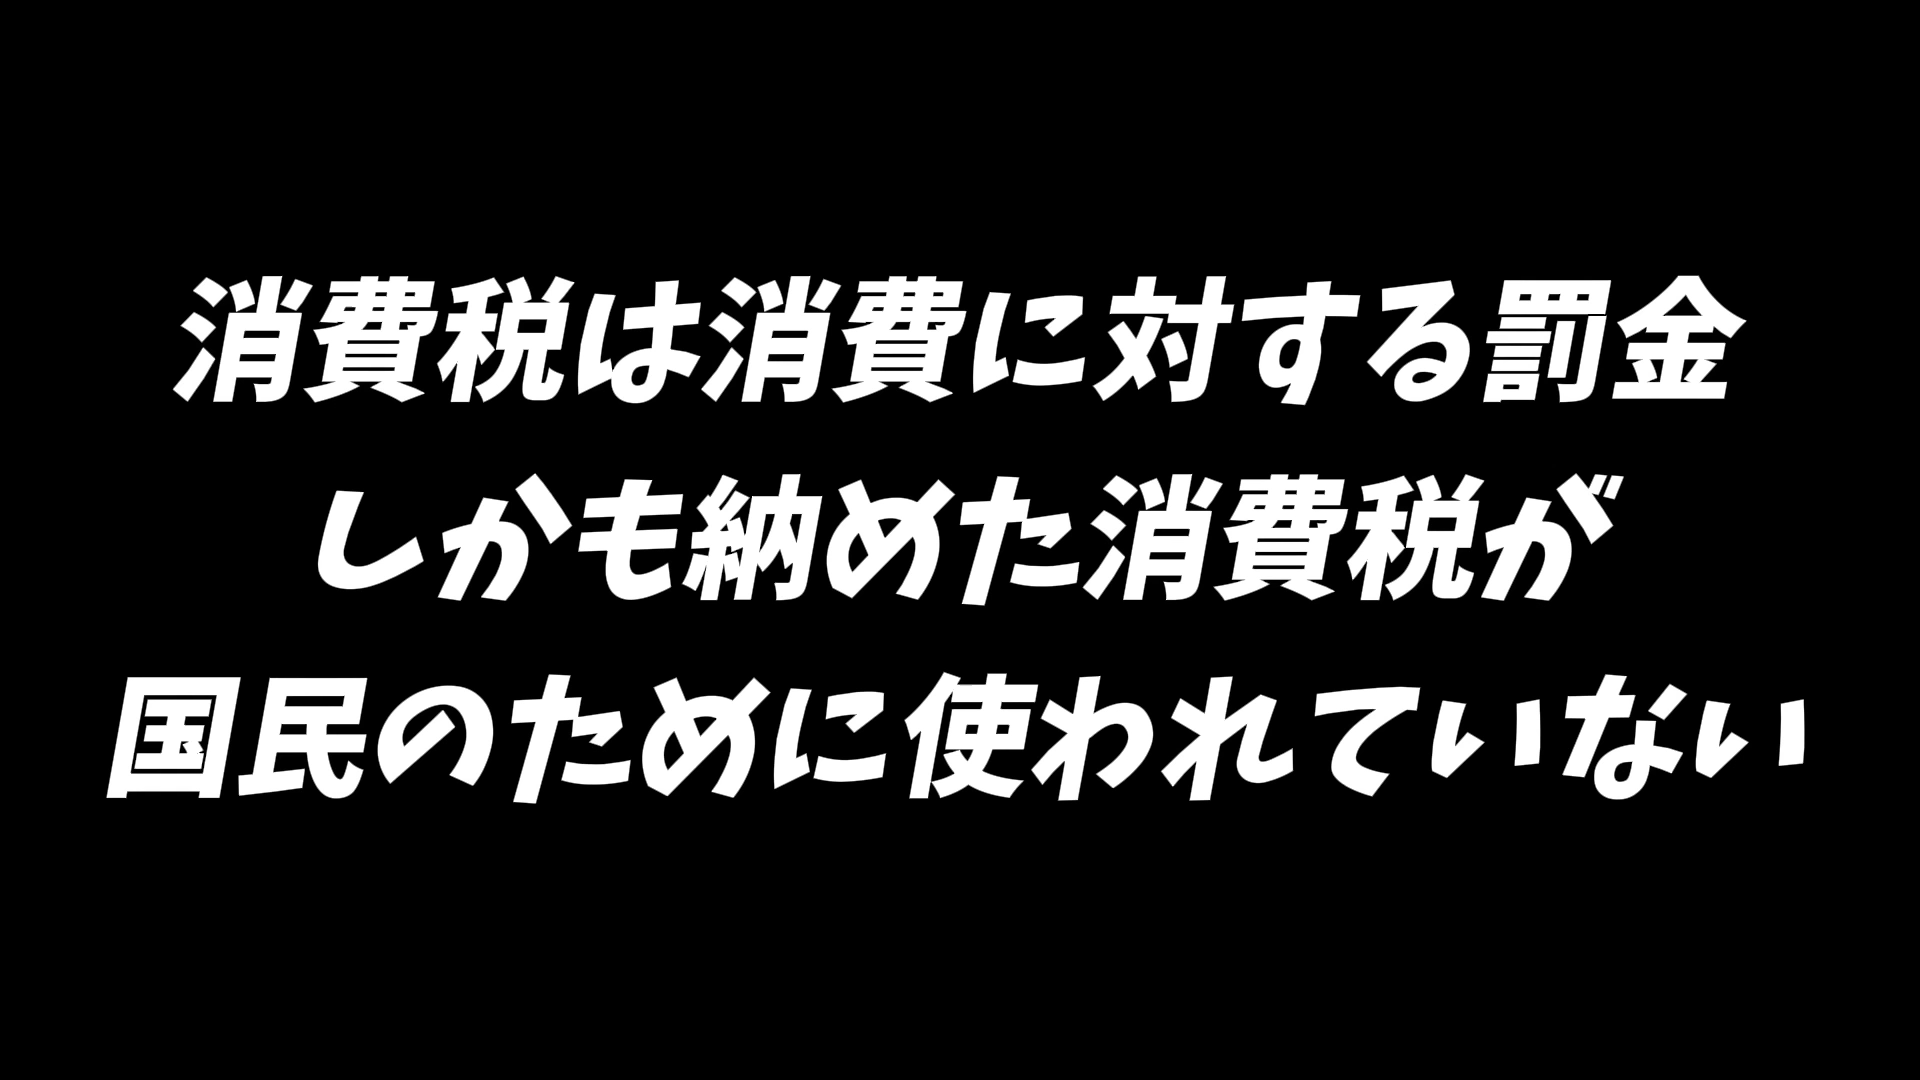 消費税は消費に対する罰金
しかも納めた消費税が
国民のために使われていない